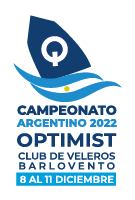 CAMPEONATO
ARGENTINO 2022
OPTIMIST
CLUB DE VELEROS
BARLOVENTO
8 AL 11 DICIEMBRE